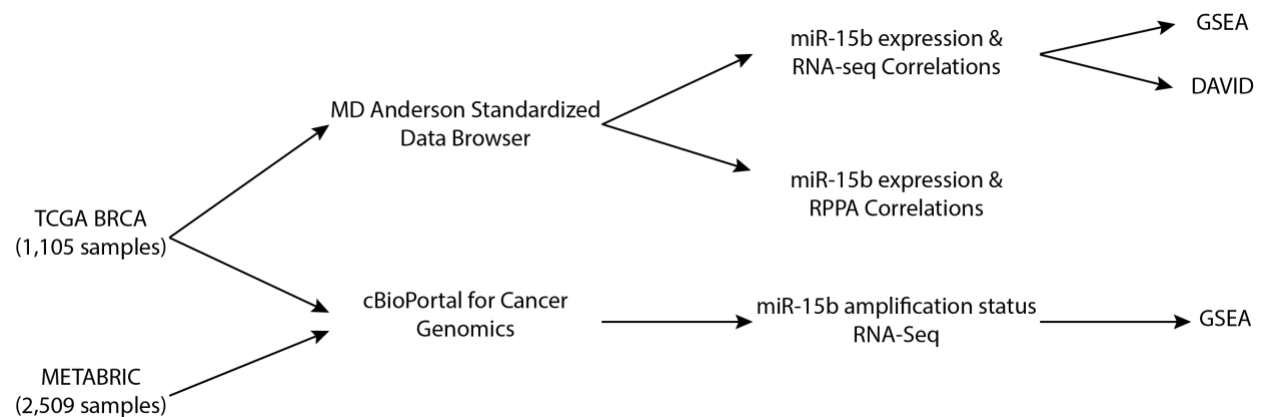 TCGA BRCA
(1,105 samples)
METABRIC
(2,509 samples)
MD Anderson Standardized
Data Browser
cBioPortal for Cancer
Genomics
miR-15b expression &
RNA-seq Correlations
miR-15b expression &
RPPA Correlations
miR-15b amplification status
RNA-Seq
GSEA
DAVID
GSEA